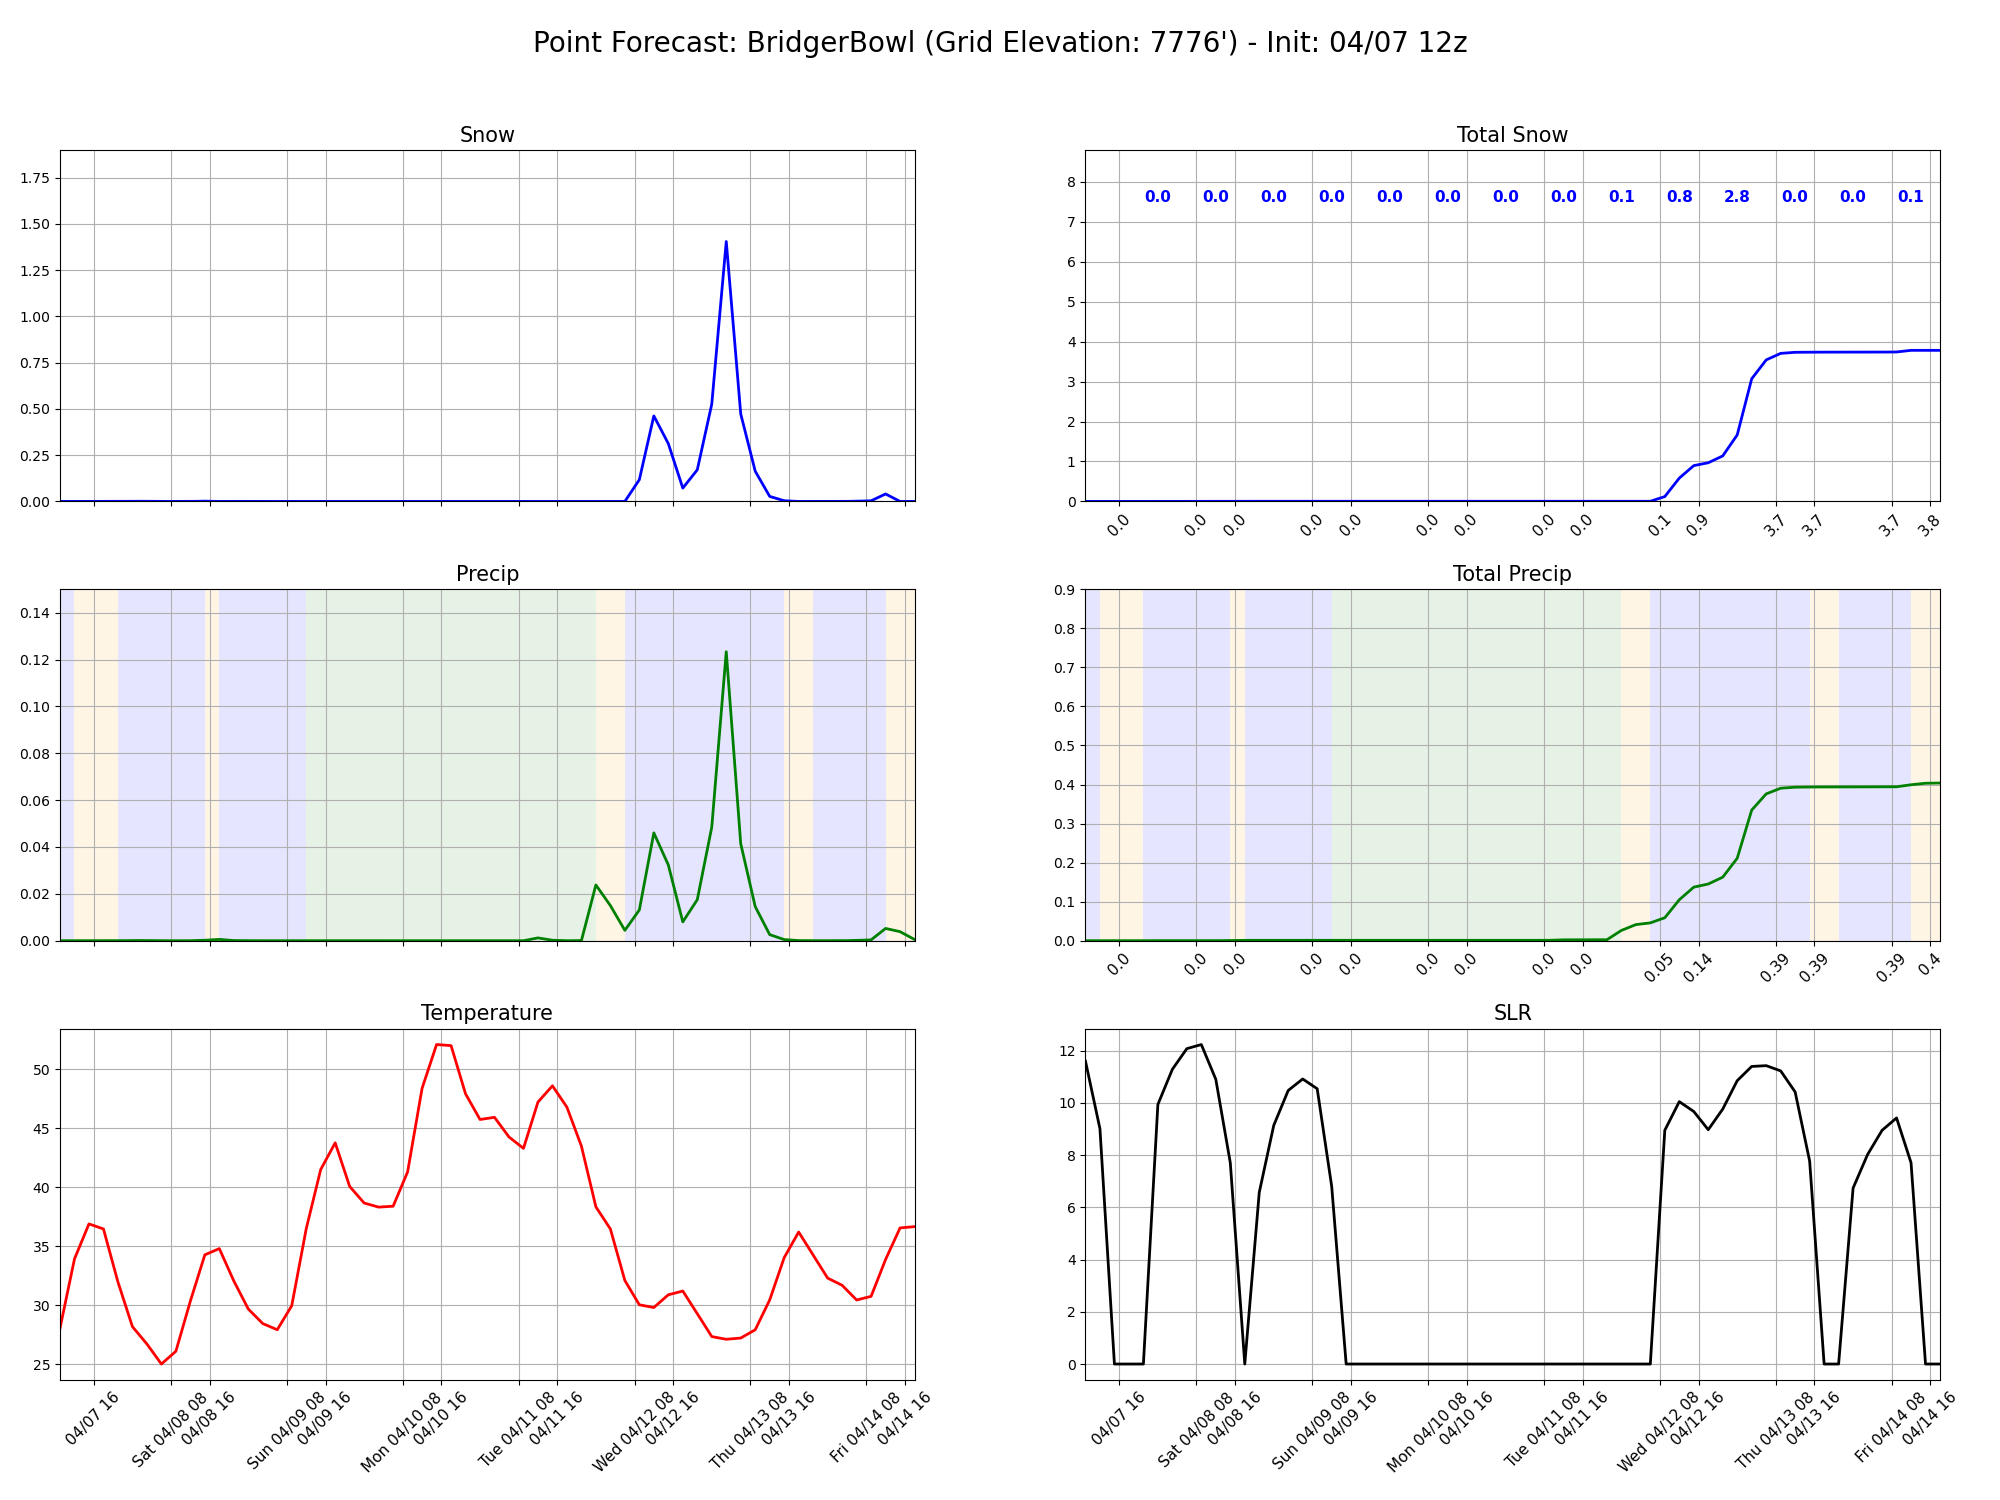 Point Forecast: BridgerBowl (Grid Elevation: 7776') - Init: 04/07 12z
Snow
1.75
1.50
1.25
1.00
0.75
0.50
0.25
0.00
Total Snow
8
7
6
5
4
3
2
1
0
0.0 0.0 0.0 0.0 0.0 0.0 0.0 0.0 0.1 0.8 2.8 0.0 0.0 0.1
0.0 0.0 0.0 0.0 0.0 0.0 0.0 0.0 0.0 0.1 0.9 3.7 3.7 3.7 3.8
Precip
0.14
0.12
0.10
0.08
0.06
0.04
0.02
0.00
Total Precip
0.9
0.8
0.7
0.6
0.5
0.4
0.3
0.2
0.1
0.0
0.0 0.0 0.0 0.0 0.0 0.0 0.0 0.0 0.0 0.05 0.14 0.39 0.39 0.39 0.4
Temperature
50
45
40
35
30
25
04/07 16
Sat 04/08 08
04/08 16
Sun 04/09 08
04/09 16
Mon 04/10 08
04/10 16
Tue 04/11 08
04/11 16
Wed 04/12 08
04/12 16
Thu 04/13 08
04/13 16
Fri 04/14 08
04/14 16
SLR
12
10
8
6
4
2
0
04/07 16
Sat 04/08 08
04/08 16
Sun 04/09 08
04/09 16
Mon 04/10 08
04/10 16
Tue 04/11 08
04/11 16
Wed 04/12 08
04/12 16
Thu 04/13 08
04/13 16
Fri 04/14 08
04/14 16